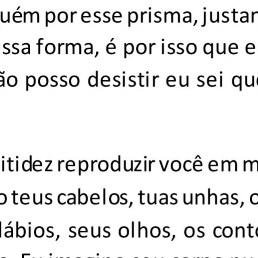 uém por esse prisma, justan
ssa forma, é por isso que e
ão posso desistir eu sei qu
itidez reproduzir você em m
o teus cabelos, tuas unhas, o
lábios, seus olhos, os conto